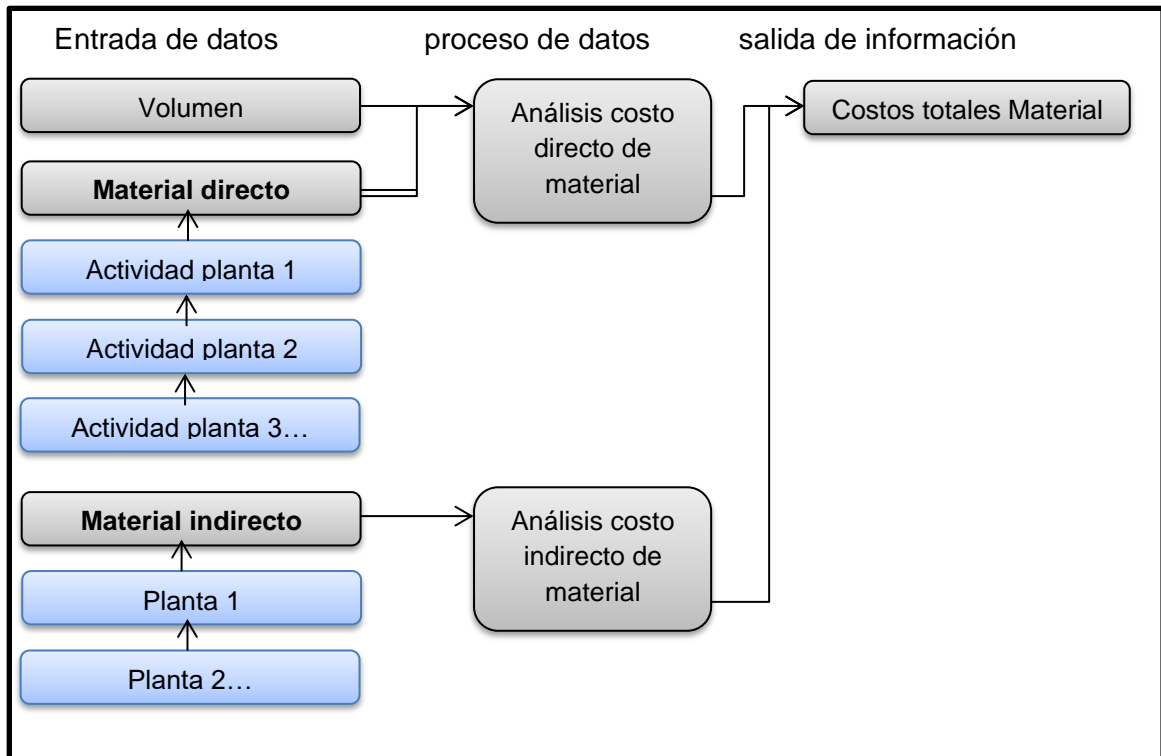 Entrada de datos proceso de datos salida de información
Volumen
Análisis costo
directo de
material
Costos totales Material
Material directo
Actividad planta 1
Actividad planta 2
Actividad planta 3…
Material indirecto
Análisis costo
indirecto de
material
Planta 1
Planta 2…